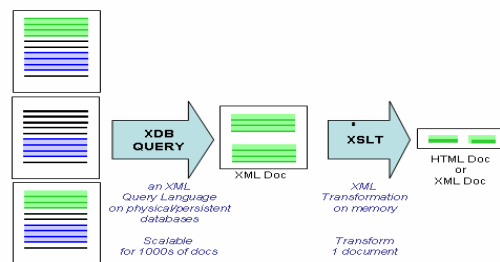 XDB
QUERY
XML Doc
XSLT
HTML Doc
or
XML Doc
an XML
Query Language
on physical/persistent
databases
Scalable
for 1000s of docs
XML
Transformation
on memory
Transform
1 document